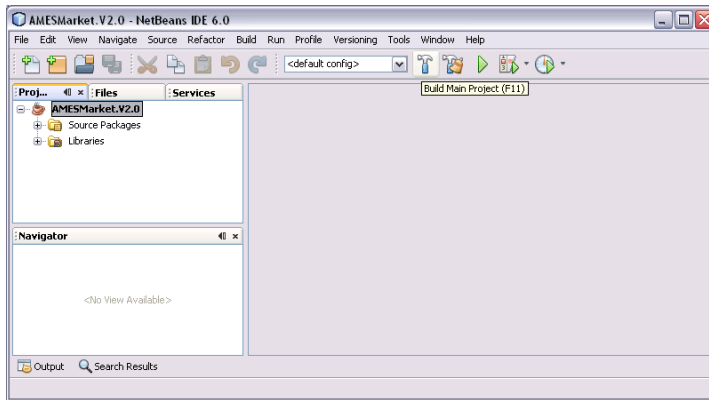 AMESMarket.V2.0 - NetBeans IDE 6.0
File Edit View Navigate Source Refactor Build Run Profile Versioning Tools Window Help
<default config>
Build Main Project (F11)
Proj... Files Services
AMESMarket.V2.0
Source Packages
Libraries
Navigator
<No View Available>
Output Search Results